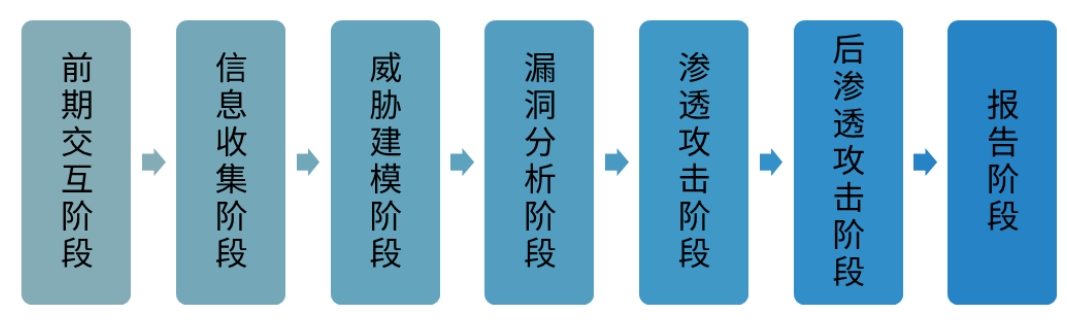 前期交互阶段
信息收集阶段
威胁建模阶段
漏洞分析阶段
渗透攻击阶段
后渗透攻击阶段
报告阶段